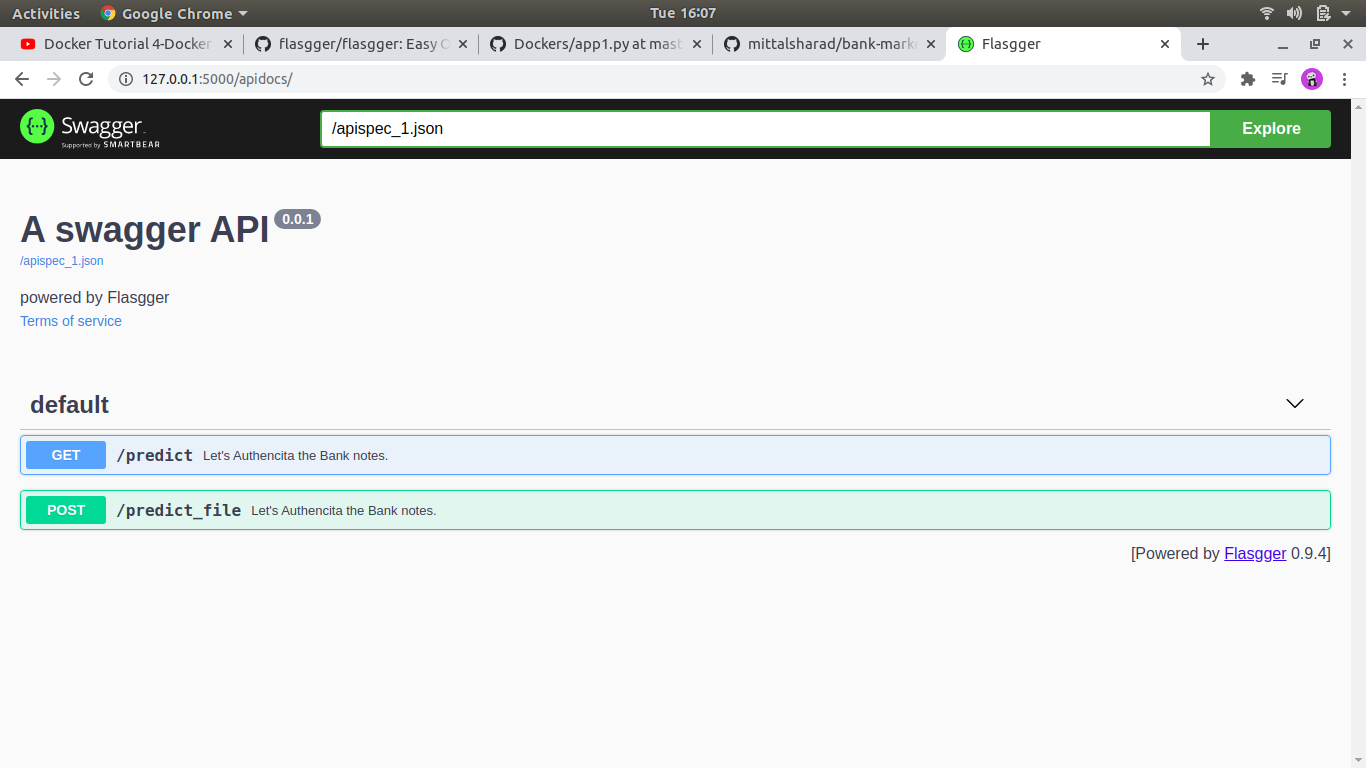 Activities Google Chrome Tue 16:07
Docker Tutorial 4-Docker flasgger/flasgger: Easy Dockers/app1.py at mast mittalsharad/bank-mark Flasgger
127.0.0.1:5000/apidocs/
{...} Swagger /apispec_1.json Explore
Supported by SMARTBEAR
A swagger API 0.0.1
/apispec_1.json
powered by Flasgger
Terms of service
default
GET /predict Let's Authencita the Bank notes.
POST /predict_file Let's Authencita the Bank notes.
[Powered by Flasgger 0.9.4]